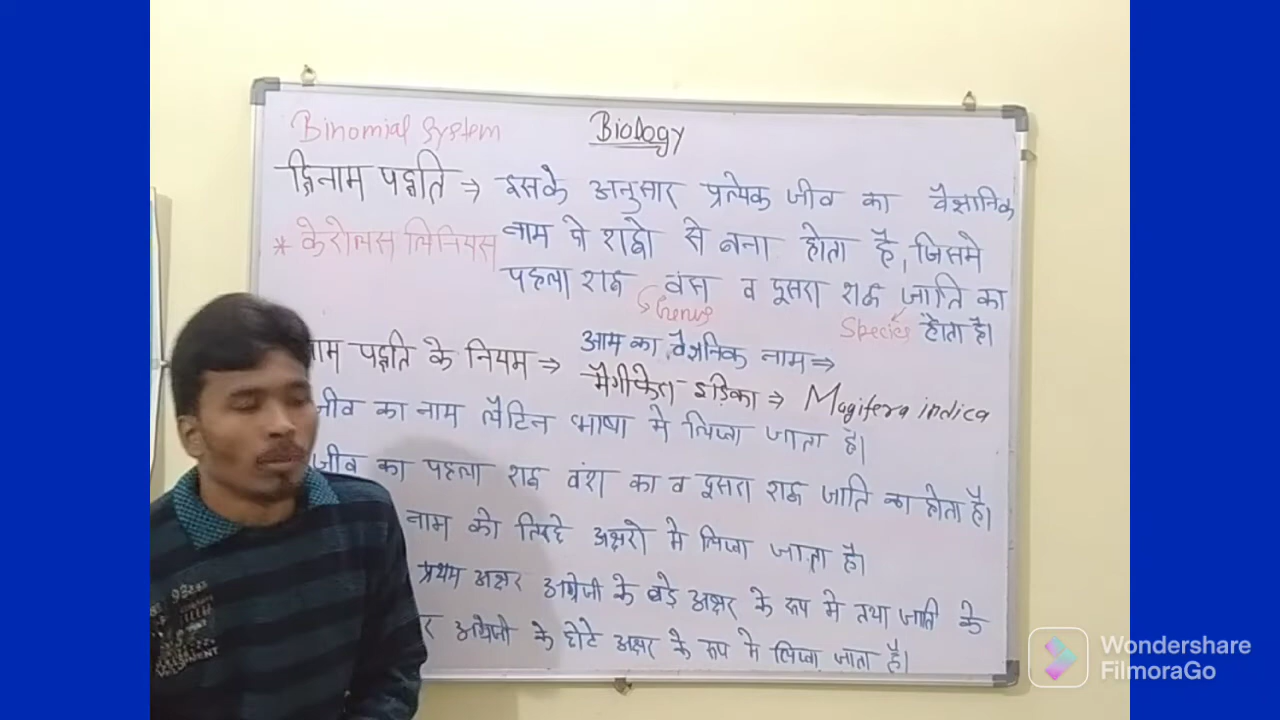 Binomial System
Biology
द्विनाम पद्धति ⇒ इसके अनुसार प्रत्येक जीव का वैज्ञानिक
* केरोलस लिनियस
नाम दो शब्दो से बना होता है, जिसमे
पहला शब्द वंश व दूसरा शब्द जाति का
Genus
Species होता है।
नाम पद्धति के नियम ⇒
आम का वैज्ञनिक नाम ⇒
मैगीफेरा इंडिका ⇒ Magifera indica
जीव का नाम लैटिन भाषा मे लिखा जाता है।
जीव का पहला शब्द वंश का व दूसरा शब्द जाति का होता है।
नाम को तिरछे अक्षरो मे लिखा जाता है।
प्रथम अक्षर अंग्रेजी के बड़े अक्षर के रूप मे तथा जाति के
अंग्रेजी के छोटे अक्षर के रूप मे लिखा जाता है।
Wondershare
FilmoraGo